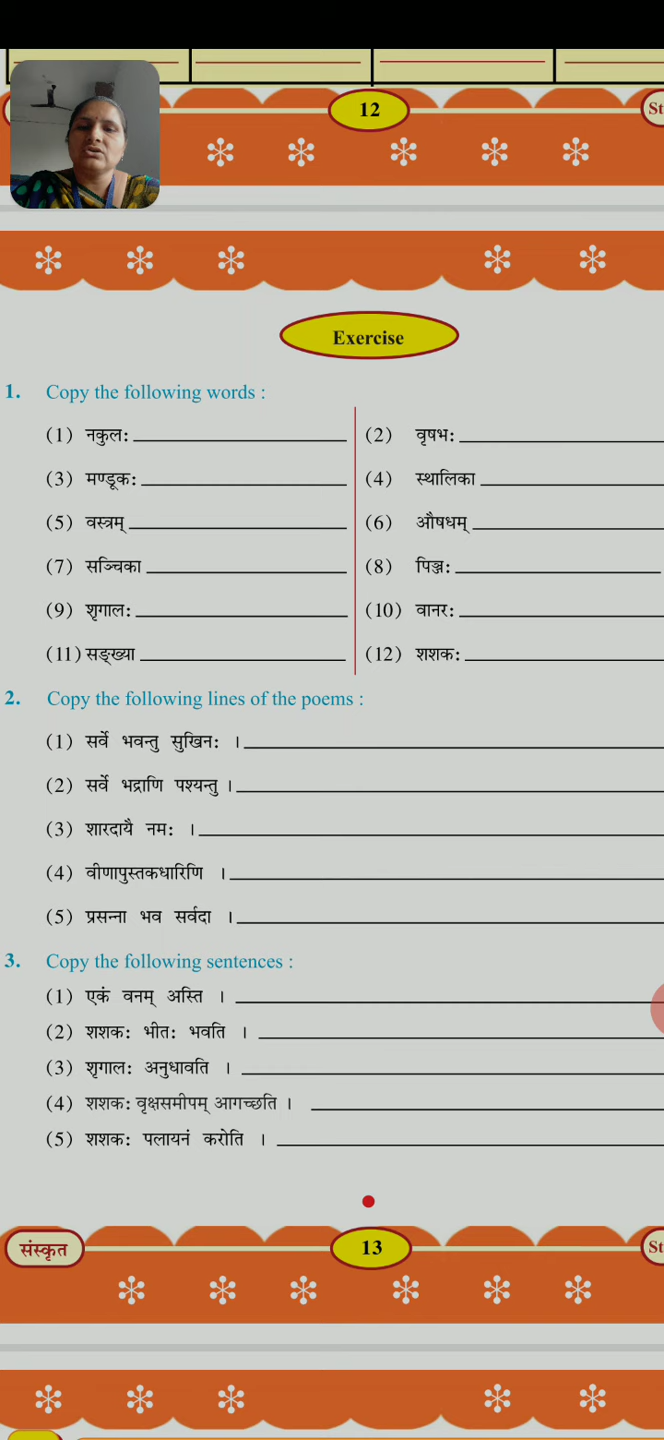 12
St
Exercise
1. Copy the following words :
(1) नकुल: (2) वृषभ:
(3) मण्डूक: (4) स्थालिका
(5) वस्त्रम् (6) औषधम्
(7) सञ्चिका (8) पिञ्ज:
(9) शृगाल: (10) वानर:
(11) सङ्ख्या (12) शशक:
2. Copy the following lines of the poems :
(1) सर्वे भवन्तु सुखिन: ।
(2) सर्वे भद्राणि पश्यन्तु ।
(3) शारदायै नम: ।
(4) वीणापुस्तकधारिणि ।
(5) प्रसन्ना भव सर्वदा ।
3. Copy the following sentences :
(1) एकं वनम् अस्ति ।
(2) शशक: भीत: भवति ।
(3) शृगाल: अनुधावति ।
(4) शशक: वृक्षसमीपम् आगच्छति ।
(5) शशक: पलायनं करोति ।
संस्कृत 13 St